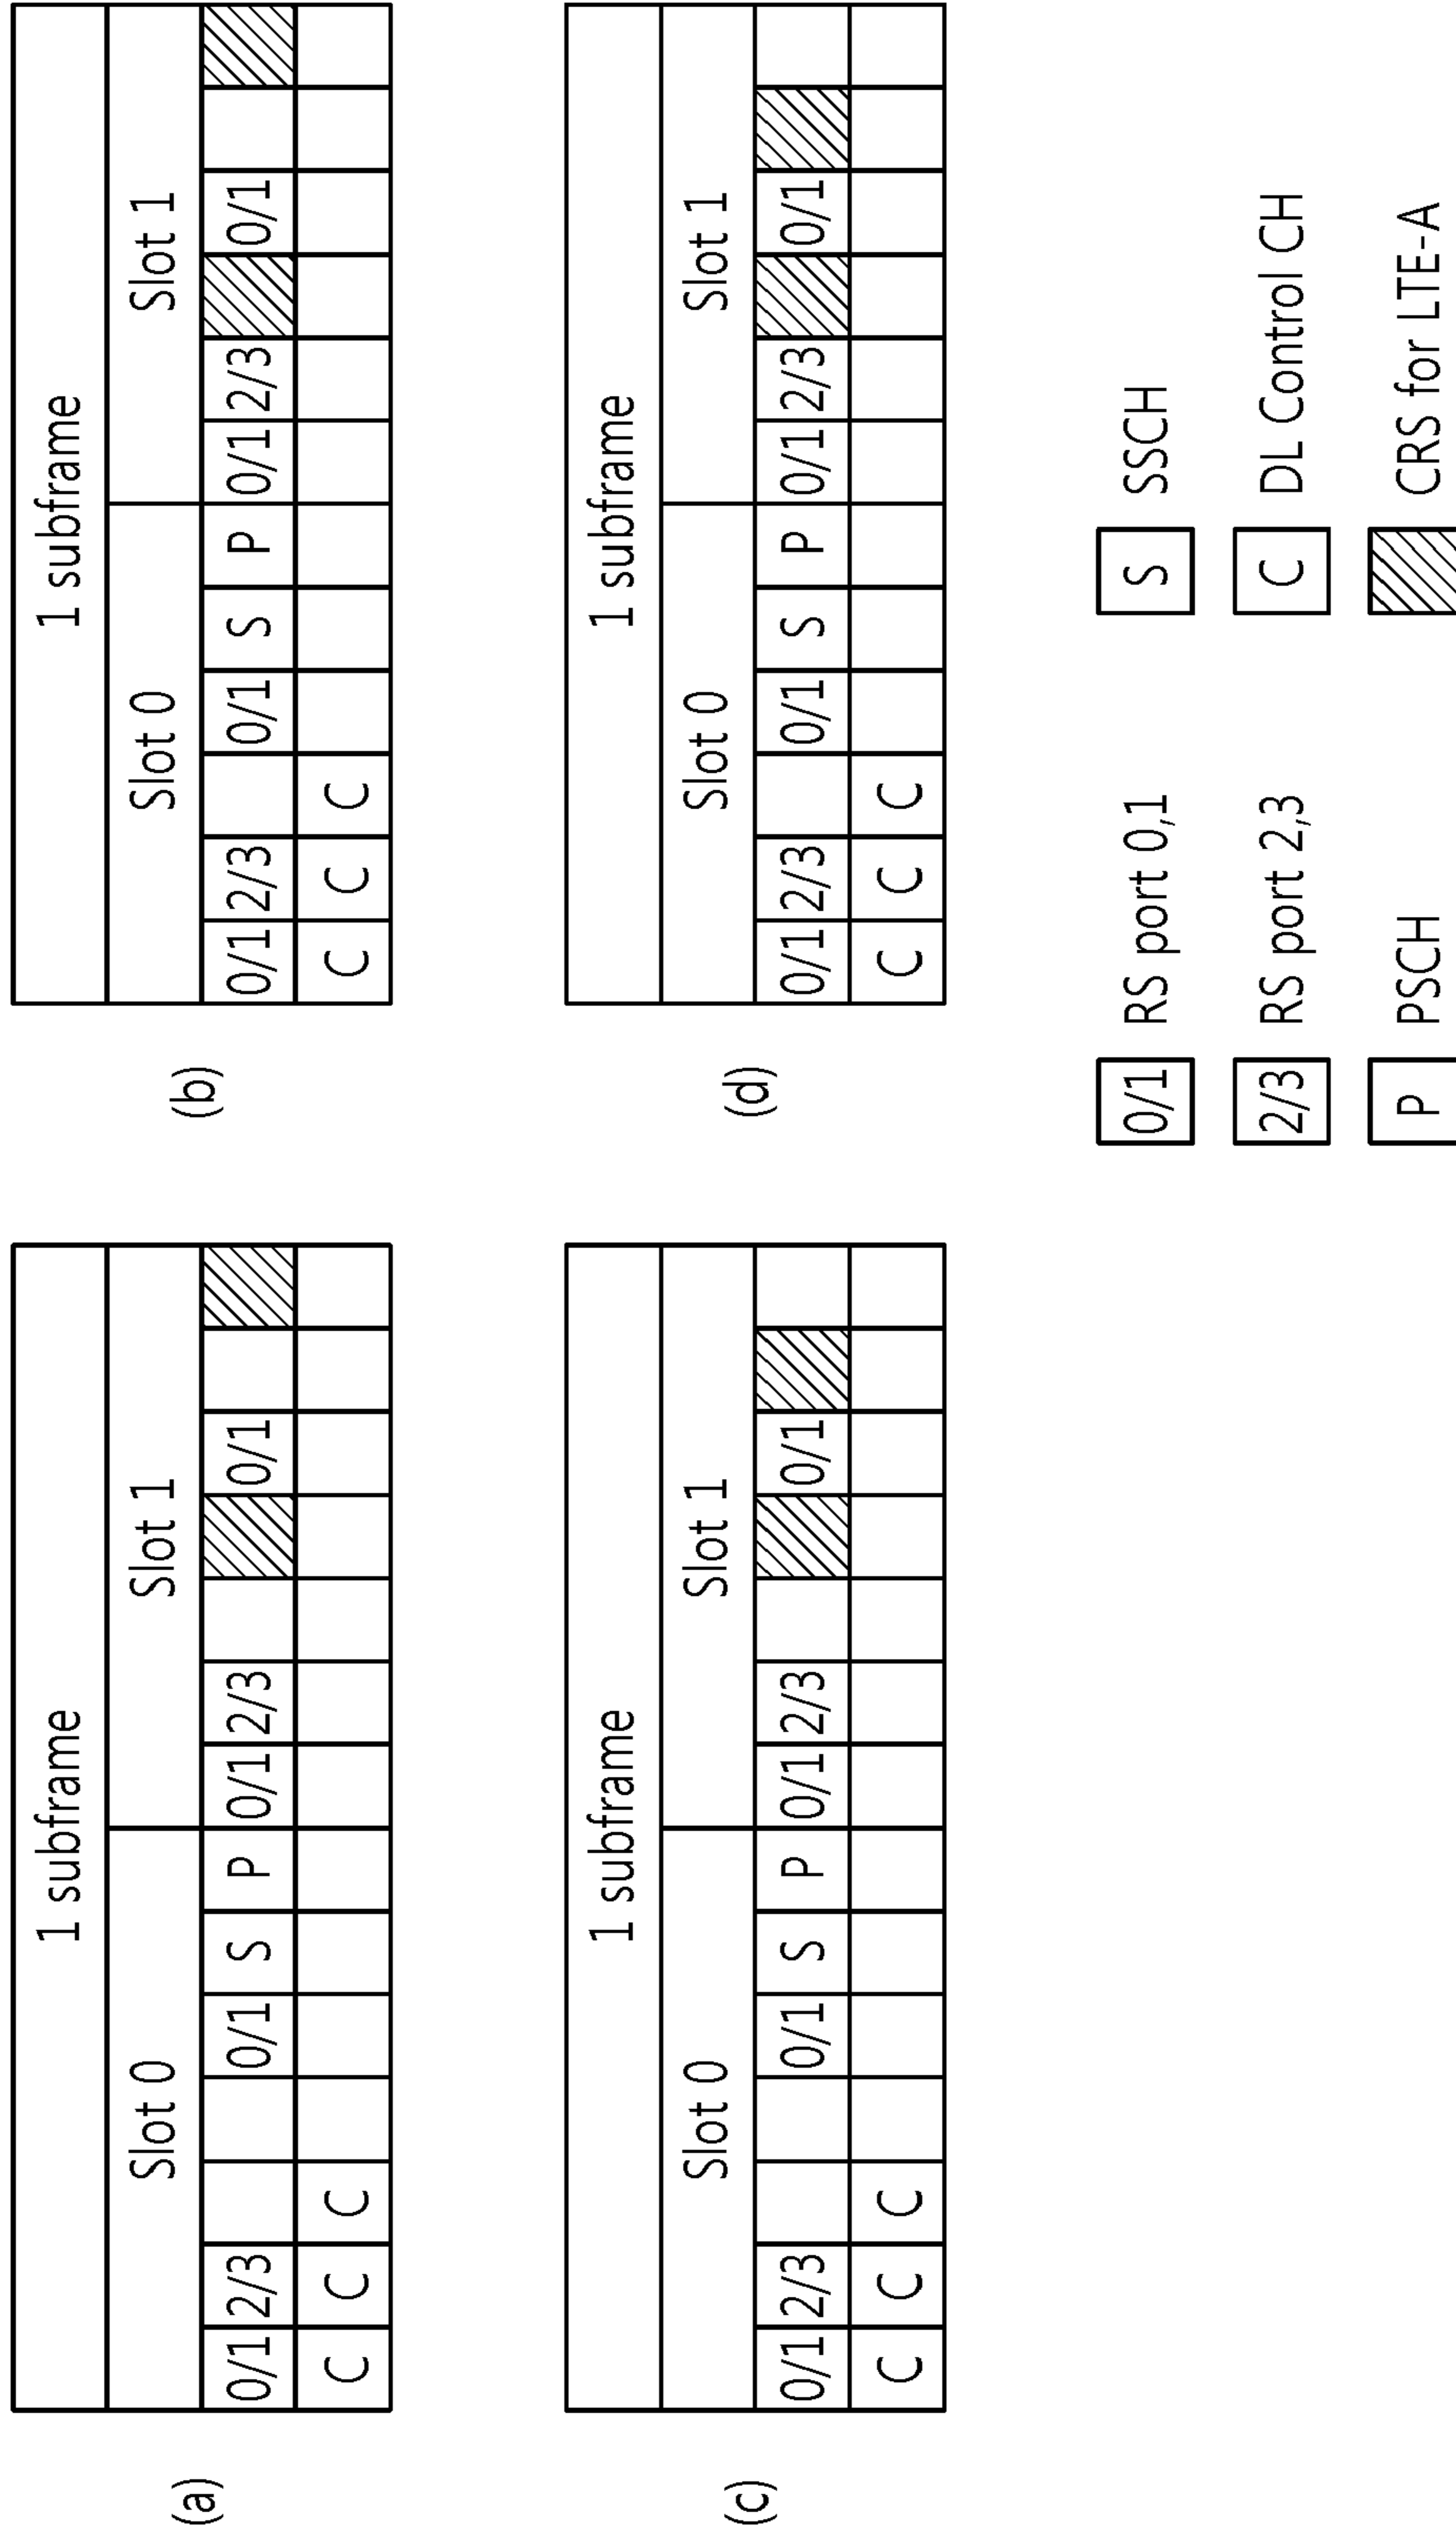 (a)
1 subframe
Slot 0 Slot 1
0/1 2/3 0/1 S P 0/1 2/3 0/1
C C C
(b)
1 subframe
Slot 0 Slot 1
0/1 2/3 0/1 S P 0/1 2/3 0/1
C C C
(c)
1 subframe
Slot 0 Slot 1
0/1 2/3 0/1 S P 0/1 2/3 0/1
C C C
(d)
1 subframe
Slot 0 Slot 1
0/1 2/3 0/1 S P 0/1 2/3 0/1
C C C
0/1 RS port 0,1 S SSCH
2/3 RS port 2,3 C DL Control CH
P PSCH CRS for LTE-A